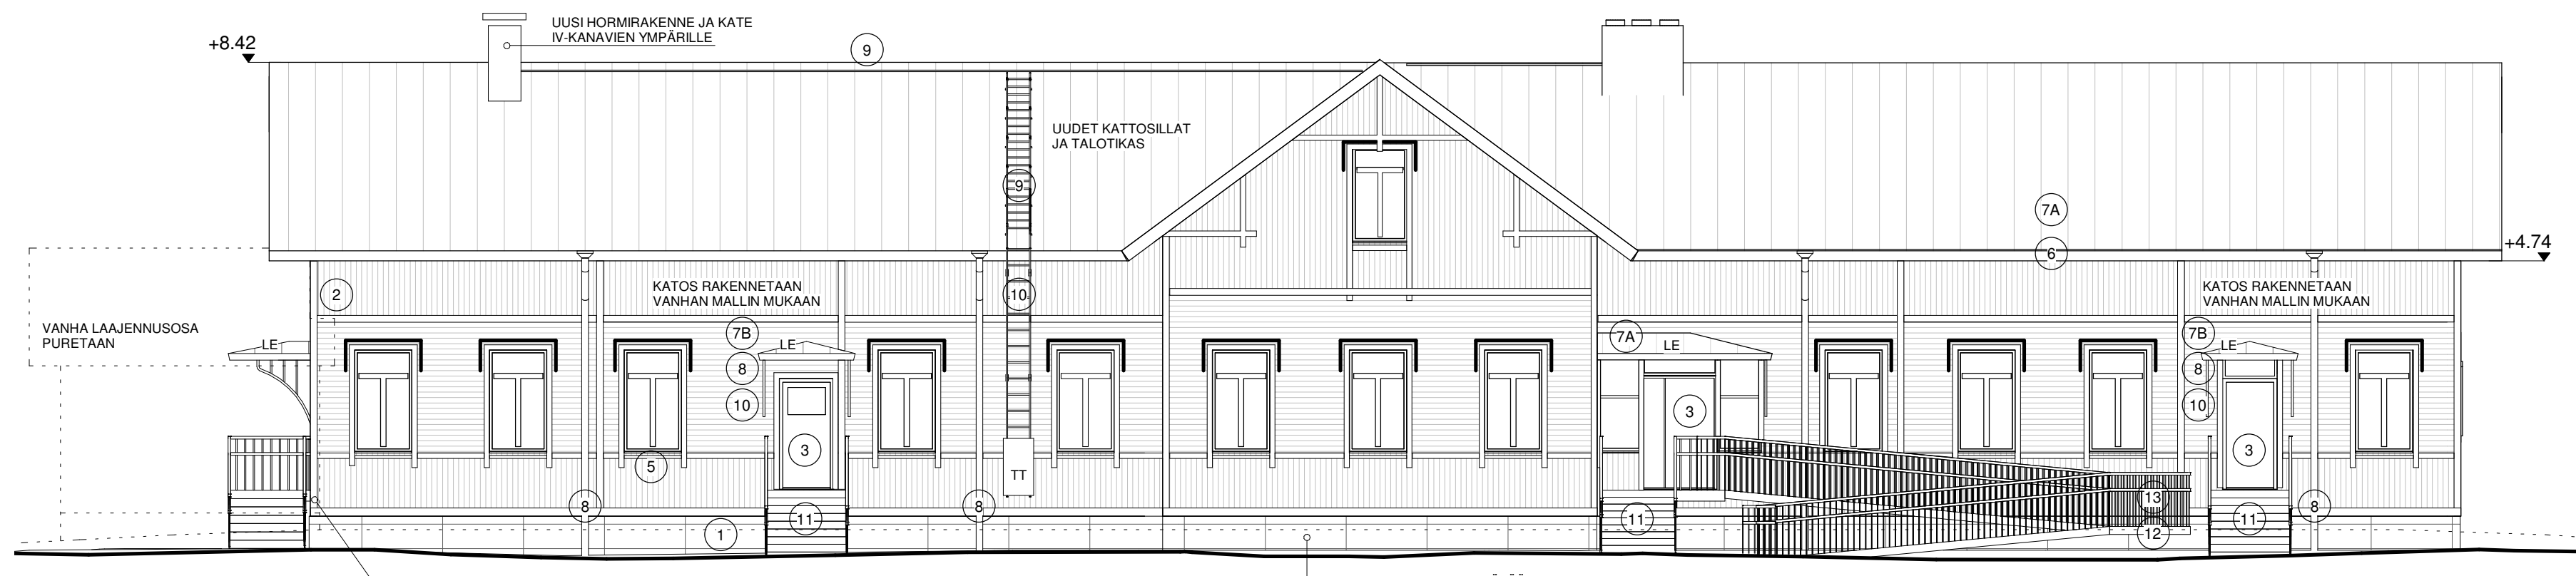 UUSI HORMIRAKENNE JA KATE
IV-KANAVIEN YMPÄRILLE
+8.42
9
UUDET KATTOSILLAT
JA TALOTIKAS
9
7A
+4.74
6
2
KATOS RAKENNETAAN
VANHAN MALLIN MUKAAN
10
KATOS RAKENNETAAN
VANHAN MALLIN MUKAAN
VANHA LAAJENNUSOSA
PURETAAN
7B
7A
7B
LE
LE
LE
LE
8
8
10
10
3
3
3
5
TT
13
8
8
8
11
11
11
1
12